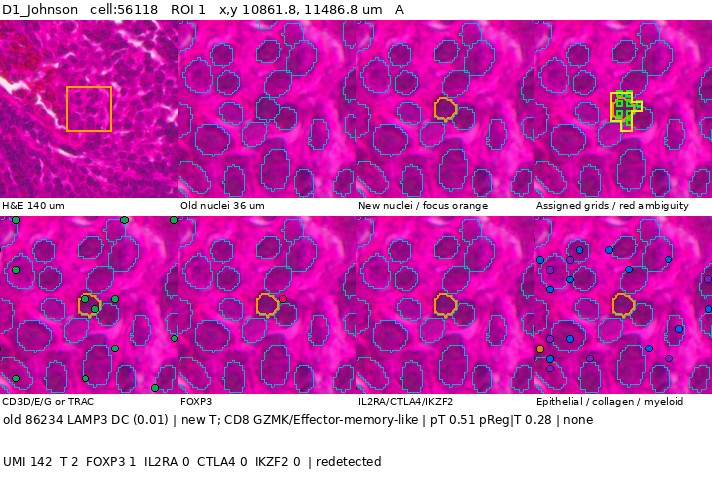 D1_Johnson cell:56118 ROI 1 x,y 10861.8, 11486.8 um A
H&E 140 um
Old nuclei 36 um
New nuclei / focus orange
Assigned grids / red ambiguity
CD3D/E/G or TRAC
FOXP3
IL2RA/CTLA4/IKZF2
Epithelial / collagen / myeloid
old 86234 LAMP3 DC (0.01) | new T; CD8 GZMK/Effector-memory-like | pT 0.51 pReg|T 0.28 | none
UMI 142 T 2 FOXP3 1 IL2RA 0 CTLA4 0 IKZF2 0 | redetected